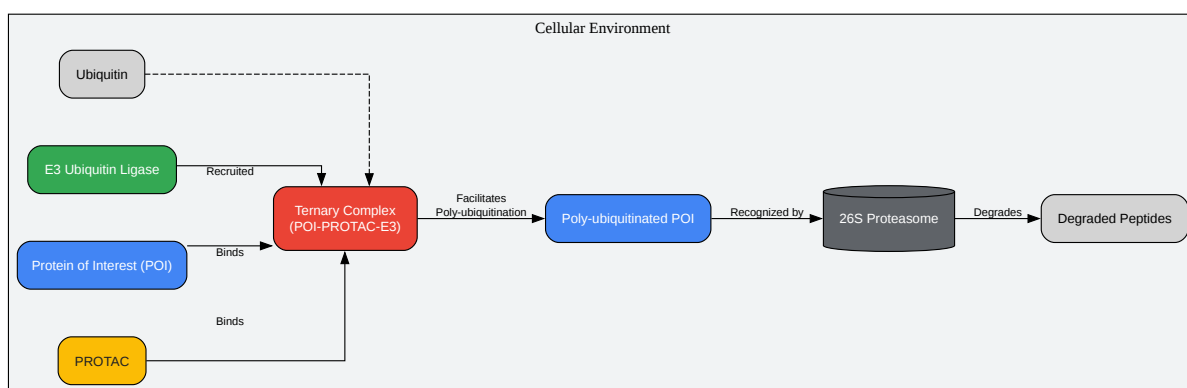 Cellular Environment
Ubiquitin
E3 Ubiquitin Ligase
Recruited
Protein of Interest (POI)
Binds
PROTAC
Binds
Ternary Complex
(POI-PROTAC-E3)
Facilitates
Poly-ubiquitination
Poly-ubiquitinated POI
Recognized by
26S Proteasome
Degrades
Degraded Peptides